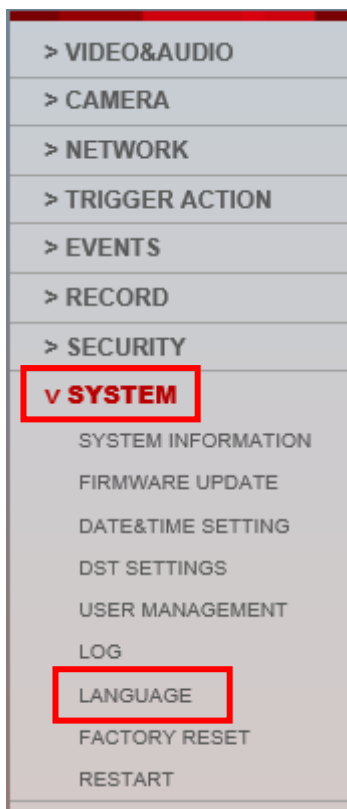 > VIDEO&AUDIO
> CAMERA
> NETWORK
> TRIGGER ACTION
> EVENTS
> RECORD
> SECURITY
v SYSTEM
SYSTEM INFORMATION
FIRMWARE UPDATE
DATE&TIME SETTING
DST SETTINGS
USER MANAGEMENT
LOG
LANGUAGE
FACTORY RESET
RESTART